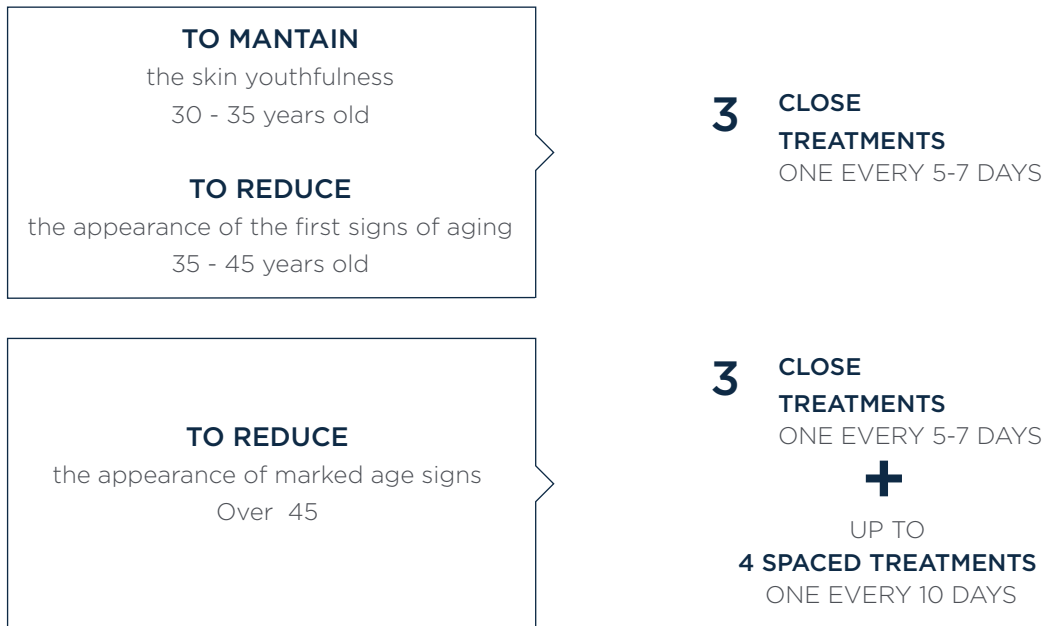 TO MANTAIN
the skin youthfulness
30 - 35 years old
TO REDUCE
the appearance of the first signs of aging
35 - 45 years old
3
CLOSE
TREATMENTS
ONE EVERY 5-7 DAYS
TO REDUCE
the appearance of marked age signs
Over 45
3
CLOSE
TREATMENTS
ONE EVERY 5-7 DAYS
+
UP TO
4 SPACED TREATMENTS
ONE EVERY 10 DAYS